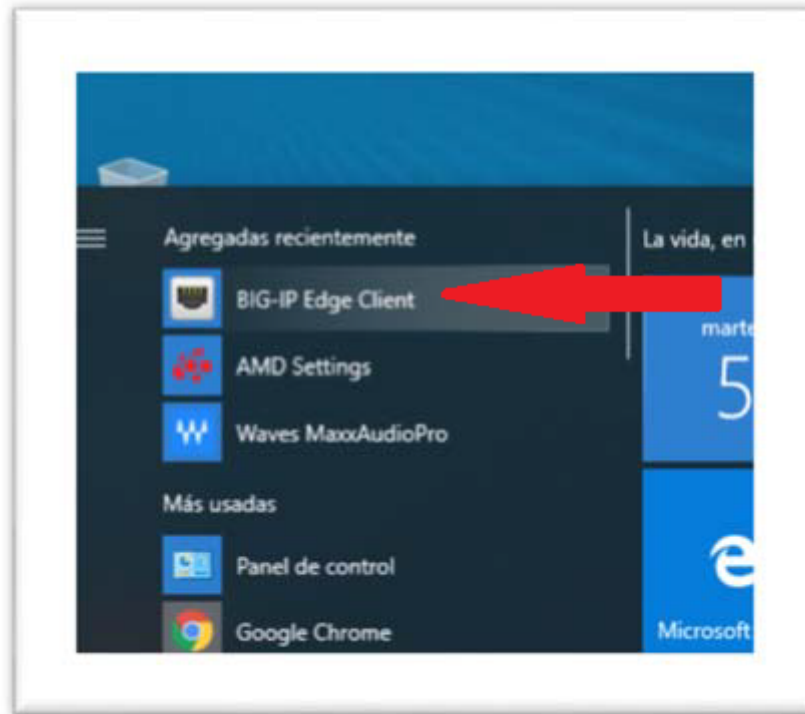 Agregadas recientemente
BIG-IP Edge Client
AMD Settings
Waves MaxxAudioPro
Más usadas
Panel de control
Google Chrome
La vida, en
marte
5
Microsoft